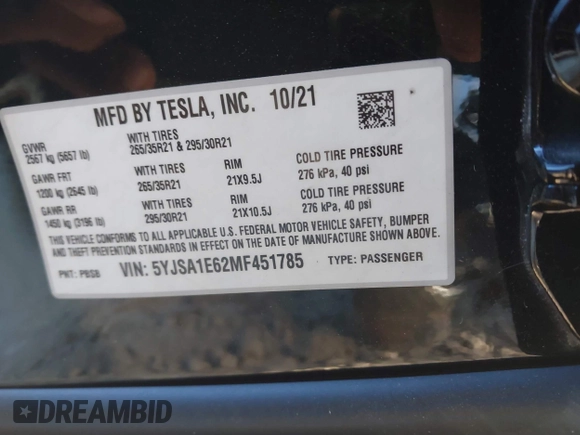 MFD BY TESLA, INC. 10/21
GVWR
2567 kg (5657 lb)
WITH TIRES
265/35R21 & 295/30R21
GAWR FRT
1200 kg (2645 lb)
WITH TIRES
265/35R21
RIM
21X9.5J
COLD TIRE PRESSURE
276 kPa, 40 psi
GAWR RR
1450 kg (3196 lb)
WITH TIRES
295/30R21
RIM
21X10.5J
COLD TIRE PRESSURE
276 kPa, 40 psi
THIS VEHICLE CONFORMS TO ALL APPLICABLE U.S. FEDERAL MOTOR VEHICLE SAFETY, BUMPER
AND THEFT PREVENTION STANDARDS IN EFFECT ON THE DATE OF MANUFACTURE SHOWN ABOVE.
PNT: PBSB VIN: 5YJSA1E62MF451785 TYPE: PASSENGER
DREAMBID